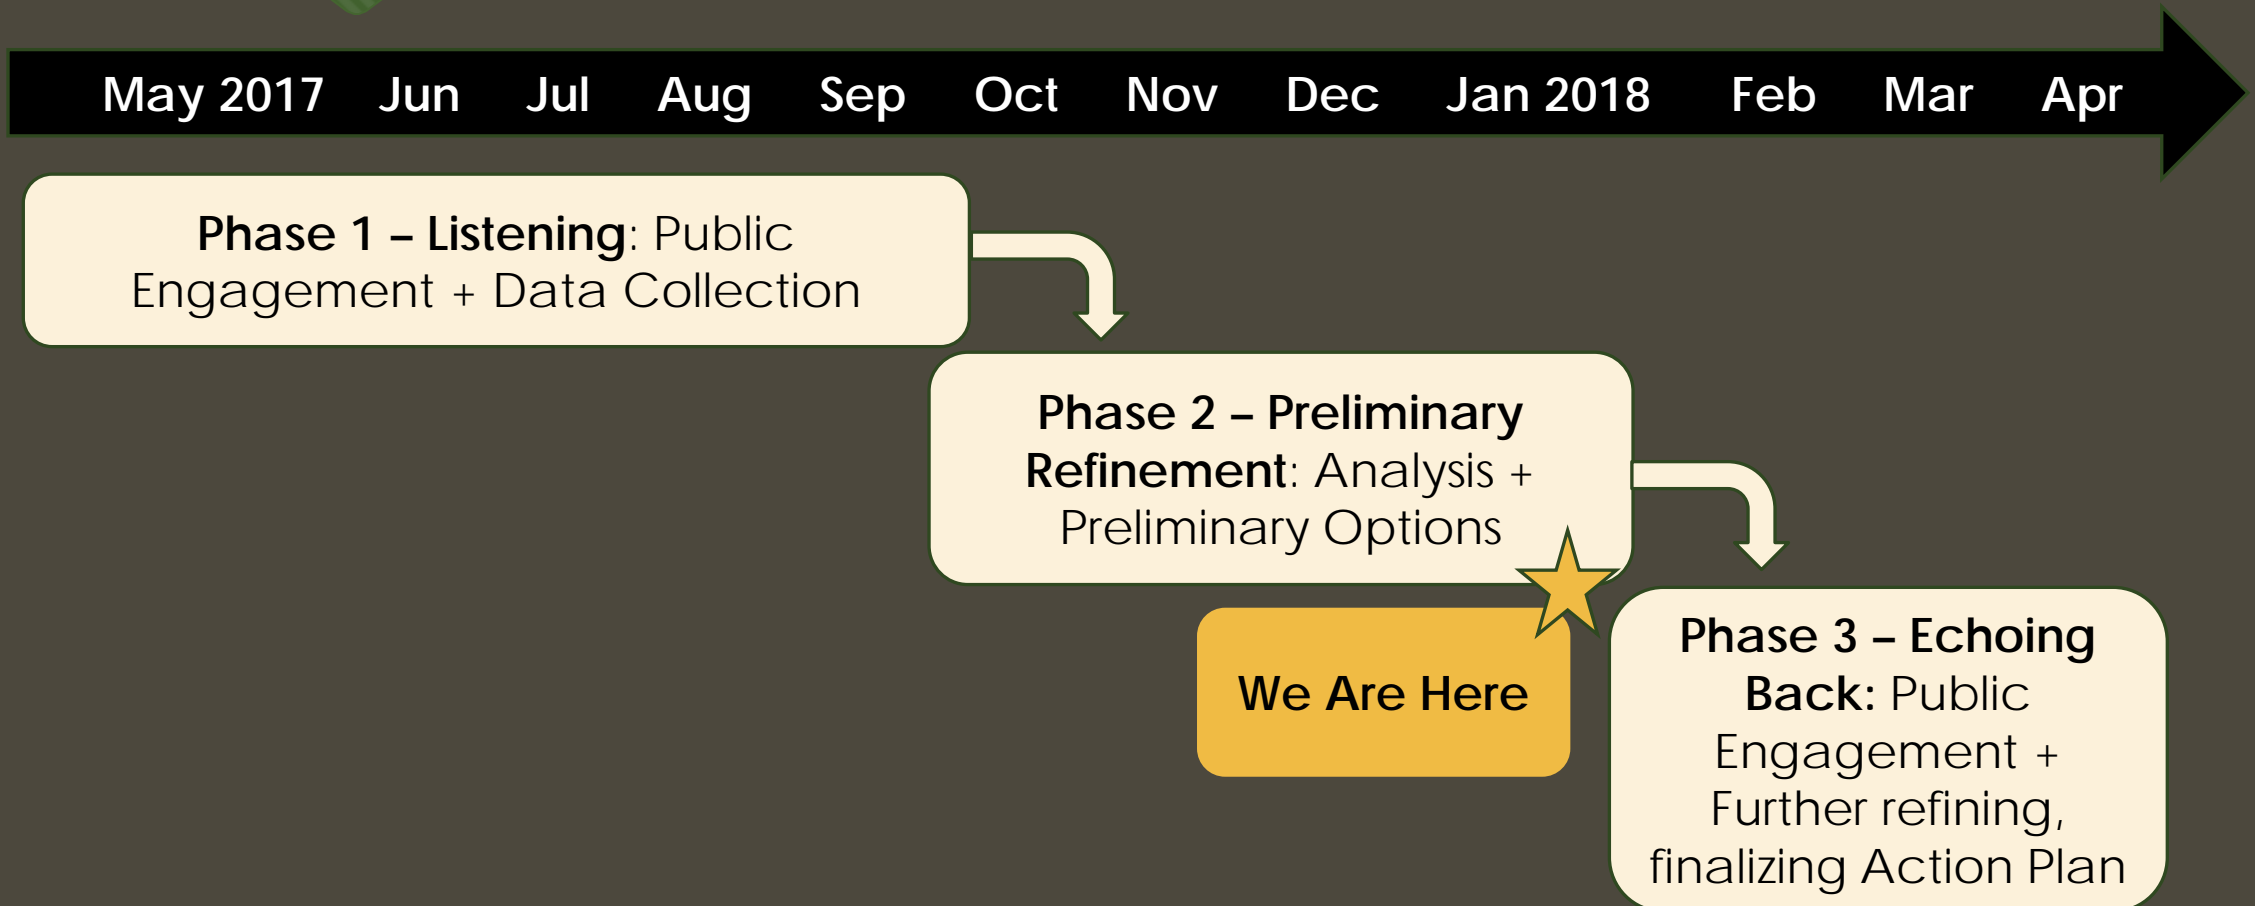 May 2017 Jun Jul Aug Sep Oct Nov Dec Jan 2018 Feb Mar Apr
Phase 1 – Listening: Public
Engagement + Data Collection
Phase 2 – Preliminary
Refinement: Analysis +
Preliminary Options
We Are Here
Phase 3 – Echoing
Back: Public
Engagement +
Further refining,
finalizing Action Plan